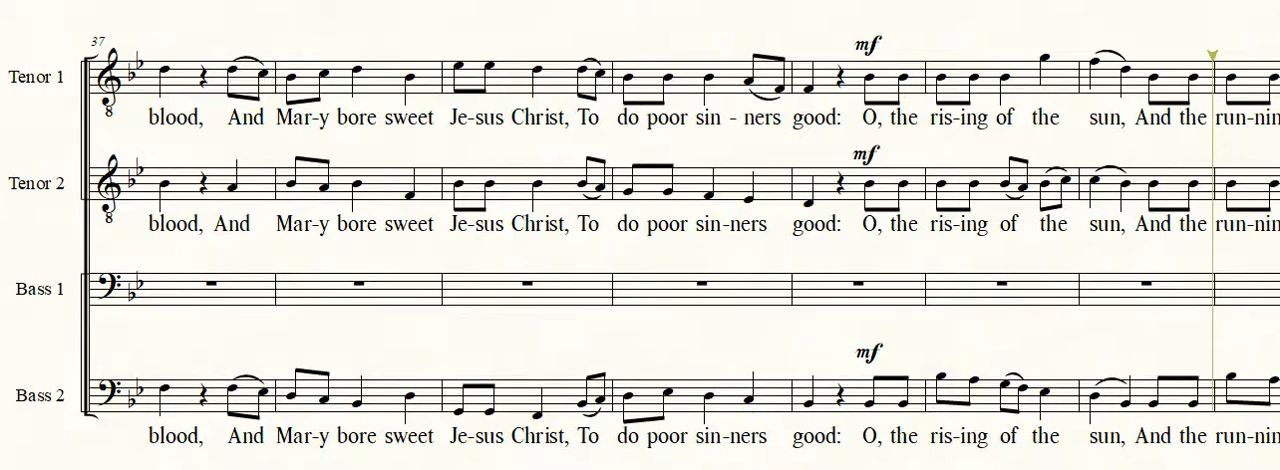 37
mf
Tenor 1
8
blood, And Mar-y bore sweet Je-sus Christ, To do poor sin - ners good: O, the ris-ing of the sun, And the run-nin
mf
Tenor 2
8
blood, And Mar-y bore sweet Je-sus Christ, To do poor sin-ners good: O, the ris-ing of the sun, And the run-nin
Bass 1
mf
Bass 2
blood, And Mar-y bore sweet Je-sus Christ, To do poor sin-ners good: O, the ris-ing of the sun, And the run-nin